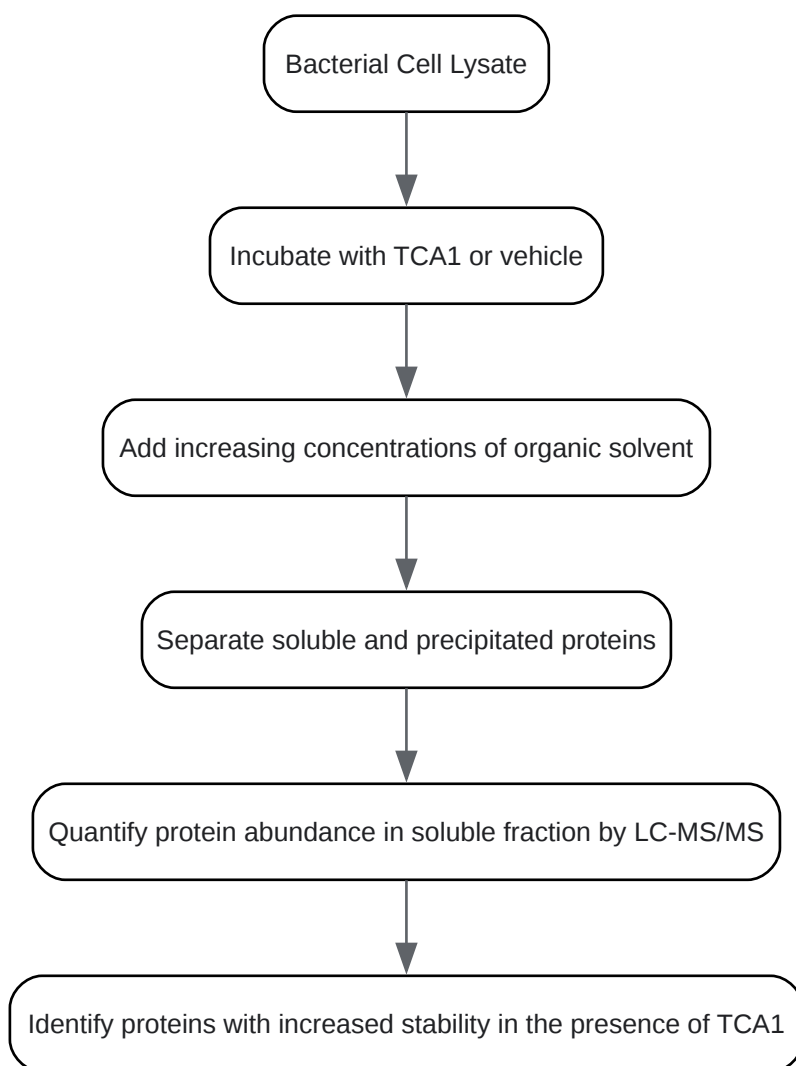 Bacterial Cell Lysate
Incubate with TCA1 or vehicle
Add increasing concentrations of organic solvent
Separate soluble and precipitated proteins
Quantify protein abundance in soluble fraction by LC-MS/MS
Identify proteins with increased stability in the presence of TCA1